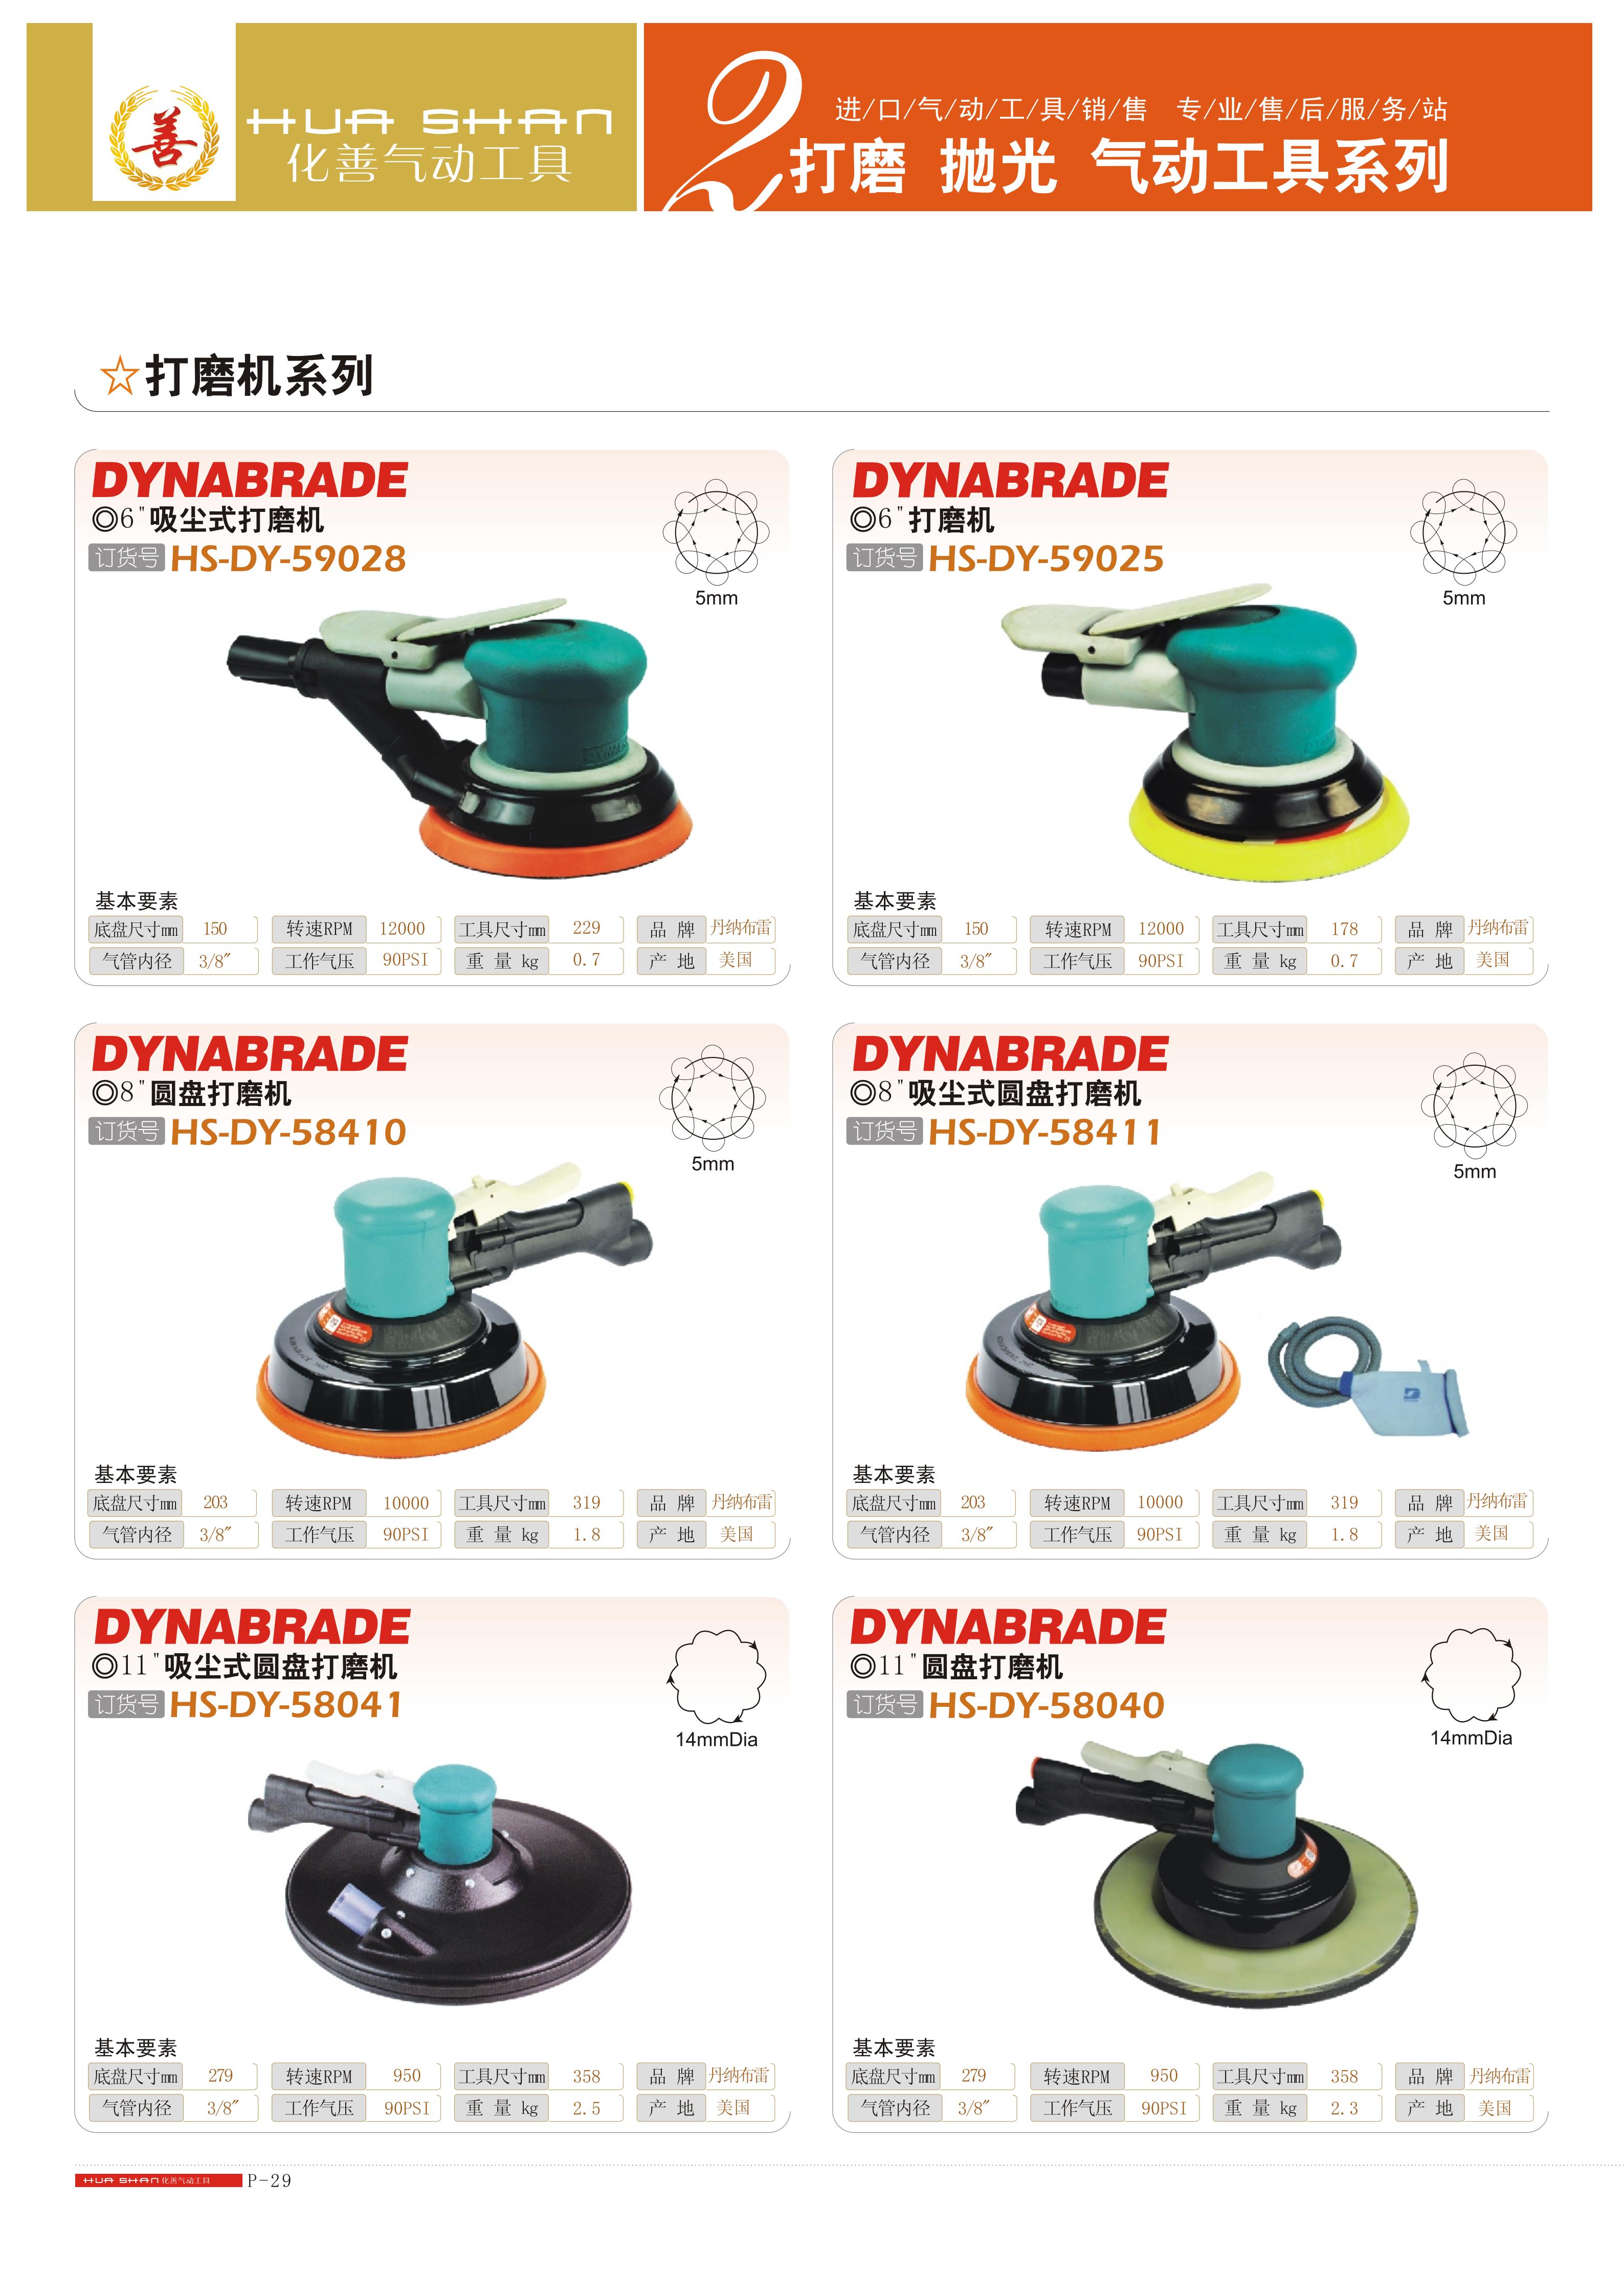 善
HUA SHAN
化善气动工具
2
进/口/气/动/工/具/销/售 专/业/售/后/服/务/站
打磨 抛光 气动工具系列
☆打磨机系列
DYNABRADE
◎6"吸尘式打磨机
订货号 HS-DY-59028
5mm
基本要素
底盘尺寸mm 150 转速RPM 12000 工具尺寸mm 229 品 牌 丹纳布雷
气管内径 3/8″ 工作气压 90PSI 重 量 kg 0.7 产 地 美国
DYNABRADE
◎6"打磨机
订货号 HS-DY-59025
5mm
基本要素
底盘尺寸mm 150 转速RPM 12000 工具尺寸mm 178 品 牌 丹纳布雷
气管内径 3/8″ 工作气压 90PSI 重 量 kg 0.7 产 地 美国
DYNABRADE
◎8"圆盘打磨机
订货号 HS-DY-58410
5mm
基本要素
底盘尺寸mm 203 转速RPM 10000 工具尺寸mm 319 品 牌 丹纳布雷
气管内径 3/8″ 工作气压 90PSI 重 量 kg 1.8 产 地 美国
DYNABRADE
◎8"吸尘式圆盘打磨机
订货号 HS-DY-58411
5mm
基本要素
底盘尺寸mm 203 转速RPM 10000 工具尺寸mm 319 品 牌 丹纳布雷
气管内径 3/8″ 工作气压 90PSI 重 量 kg 1.8 产 地 美国
DYNABRADE
◎11"吸尘式圆盘打磨机
订货号 HS-DY-58041
14mmDia
基本要素
底盘尺寸mm 279 转速RPM 950 工具尺寸mm 358 品 牌 丹纳布雷
气管内径 3/8″ 工作气压 90PSI 重 量 kg 2.5 产 地 美国
DYNABRADE
◎11"圆盘打磨机
订货号 HS-DY-58040
14mmDia
基本要素
底盘尺寸mm 279 转速RPM 950 工具尺寸mm 358 品 牌 丹纳布雷
气管内径 3/8″ 工作气压 90PSI 重 量 kg 2.3 产 地 美国
HUA SHAN 化善气动工具 P-29